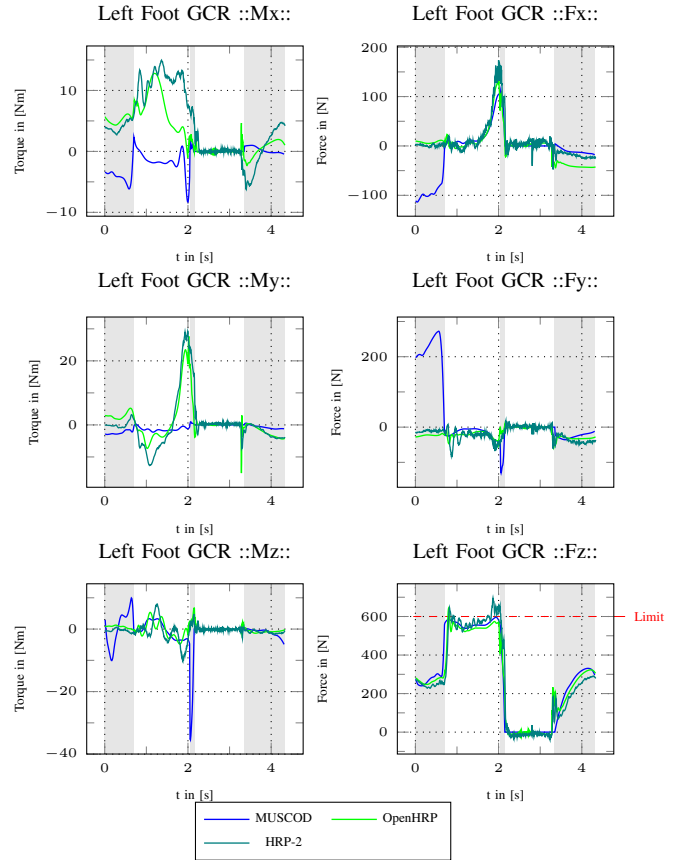 Left Foot GCR ::Mx::
Left Foot GCR ::Fx::
10
0
−10
Torque in [Nm]
0 2 4
t in [s]
200
100
0
−100
Force in [N]
0 2 4
t in [s]
Left Foot GCR ::My::
Left Foot GCR ::Fy::
20
0
Torque in [Nm]
0 2 4
t in [s]
200
0
Force in [N]
0 2 4
t in [s]
Left Foot GCR ::Mz::
Left Foot GCR ::Fz::
0
−20
−40
Torque in [Nm]
0 2 4
t in [s]
600
400
200
0
Force in [N]
Limit
0 2 4
t in [s]
MUSCOD OpenHRP
HRP-2